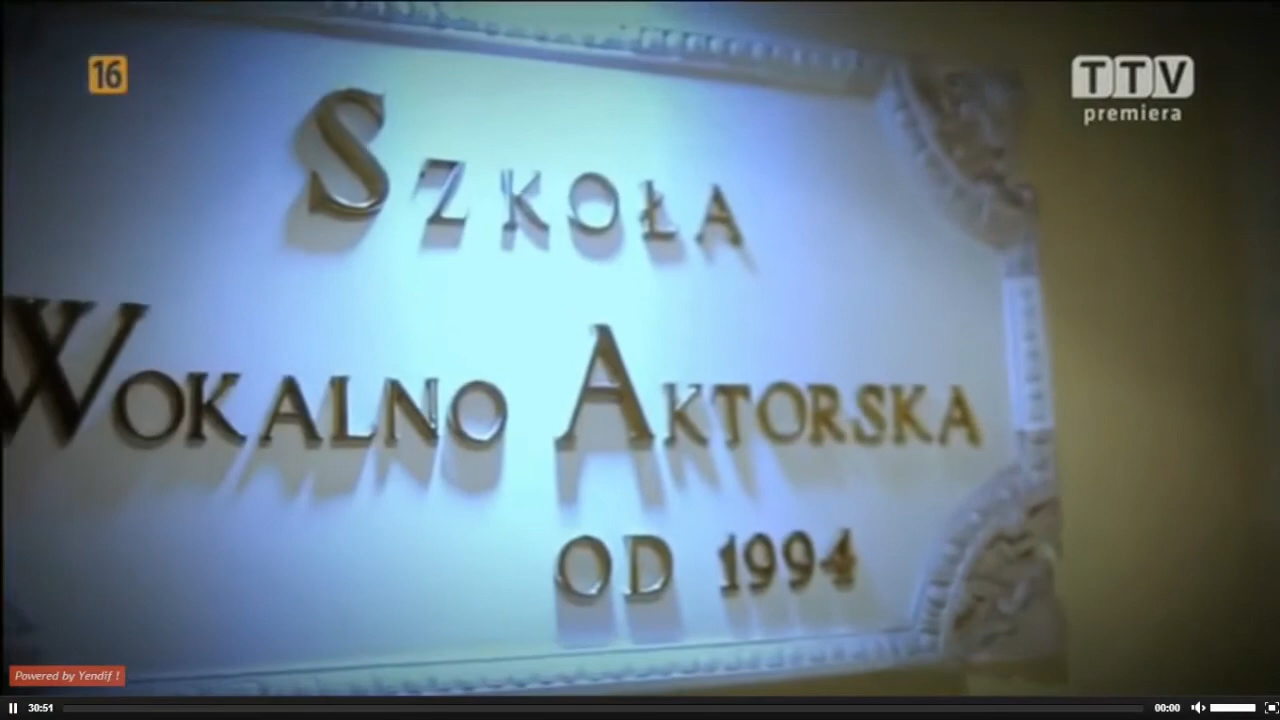 16
TTV
premiera
SZKOŁA
WOKALNO AKTORSKA
OD 1994
Powered by Yendif !
30:51
00:00